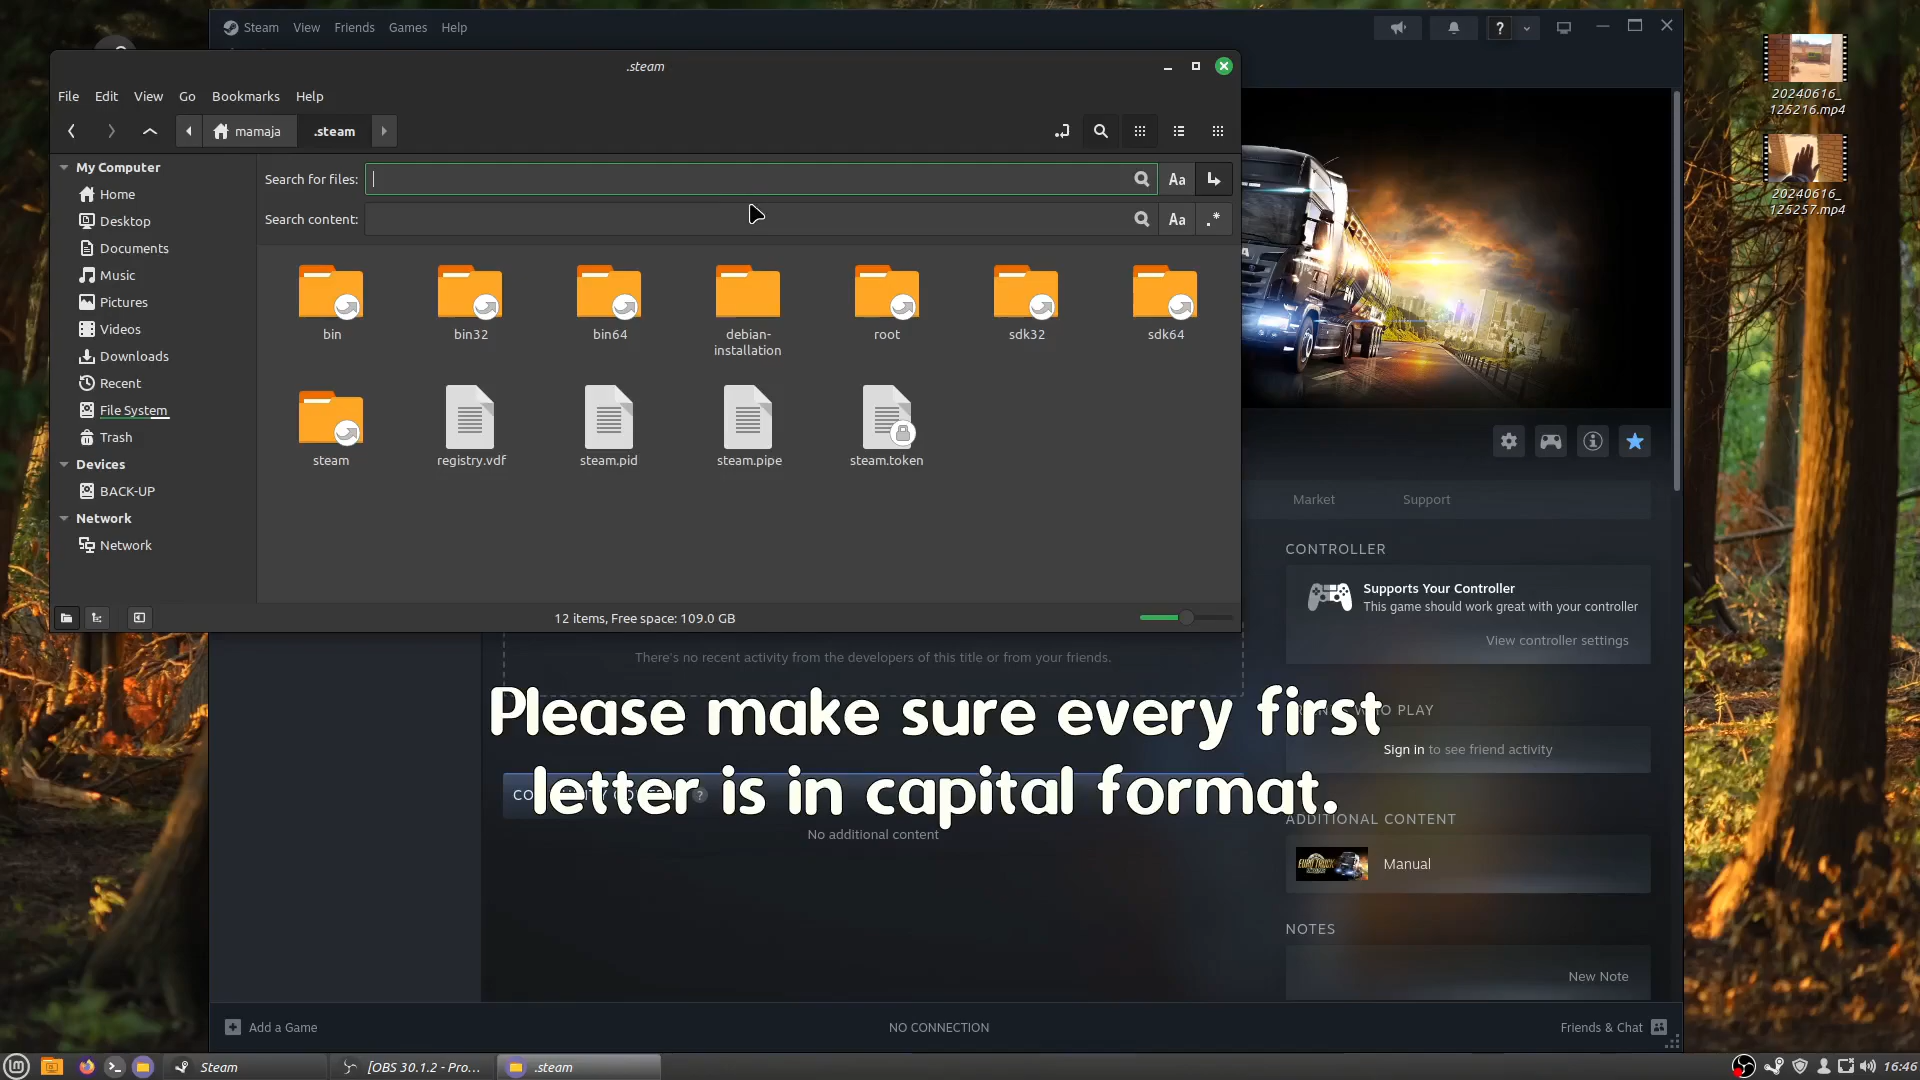 Steam View Friends Games Help
.steam
File Edit View Go Bookmarks Help
mamaja .steam
Search for files:
Search content:
My Computer
Home
Desktop
Documents
Music
Pictures
Videos
Downloads
Recent
File System
Trash
Devices
BACK-UP
Network
Network
bin bin32 bin64 debian-installation root sdk32 sdk64
steam registry.vdf steam.pid steam.pipe steam.token
12 items, Free space: 109.0 GB
20240616_
125216.mp4
20240616_
125257.mp4
Market Support
CONTROLLER
Supports Your Controller
This game should work great with your controller
View controller settings
There's no recent activity from the developers of this title or from your friends.
Please make sure every first
letter is in capital format.
WHO PLAY
Sign in to see friend activity
No additional content
ADDITIONAL CONTENT
Manual
NOTES
New Note
Add a Game NO CONNECTION Friends & Chat
Steam [OBS 30.1.2 - Pro... .steam 16:46